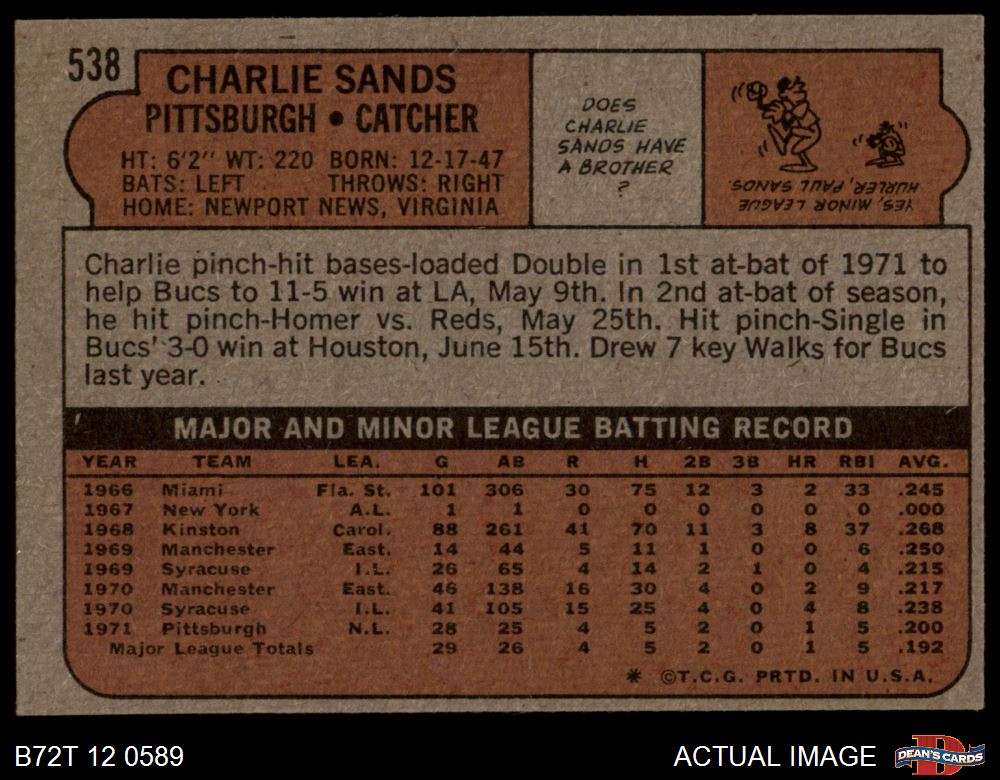 538
CHARLIE SANDS
PITTSBURGH • CATCHER
HT: 6'2" WT: 220 BORN: 12-17-47
BATS: LEFT THROWS: RIGHT
HOME: NEWPORT NEWS, VIRGINIA
DOES
CHARLIE
SANDS HAVE
A BROTHER
?
YES, MINOR LEAGUE
HURLER, PAUL SANDS.
Charlie pinch-hit bases-loaded Double in 1st at-bat of 1971 to
help Bucs to 11-5 win at LA, May 9th. In 2nd at-bat of season,
he hit pinch-Homer vs. Reds, May 25th. Hit pinch-Single in
Bucs' 3-0 win at Houston, June 15th. Drew 7 key Walks for Bucs
last year.
MAJOR AND MINOR LEAGUE BATTING RECORD
YEAR TEAM LEA. G AB R H 2B 3B HR RBI AVG.
1966 Miami Fla. St. 101 306 30 75 12 3 2 33 .245
1967 New York A.L. 1 1 0 0 0 0 0 0 .000
1968 Kinston Carol. 88 261 41 70 11 3 8 37 .268
1969 Manchester East. 14 44 5 11 1 0 0 6 .250
1969 Syracuse I.L. 26 65 4 14 2 1 0 4 .215
1970 Manchester East. 46 138 16 30 4 0 2 9 .217
1970 Syracuse I.L. 41 105 15 25 4 0 4 8 .238
1971 Pittsburgh N.L. 28 25 4 5 2 0 1 5 .200
Major League Totals 29 26 4 5 2 0 1 5 .192
* ©T.C.G. PRTD. IN U.S.A.
B72T 12 0589
ACTUAL IMAGE
D
DEAN'S CARDS